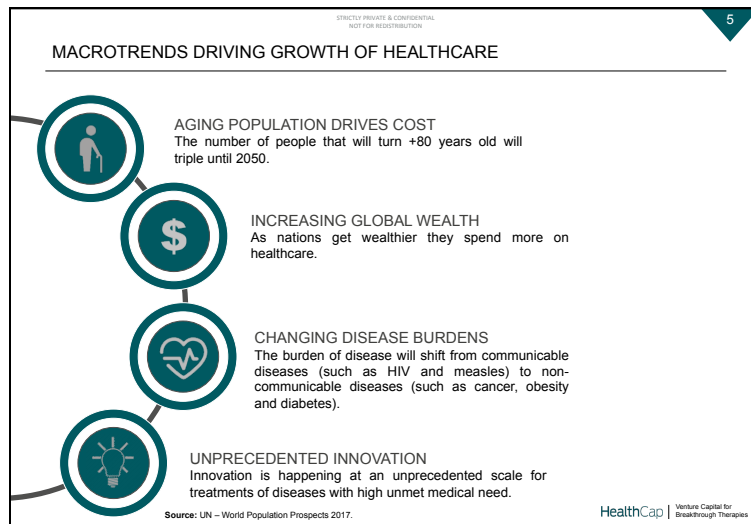 STRICTLY PRIVATE & CONFIDENTIAL
NOT FOR REDISTRIBUTION
5
MACROTRENDS DRIVING GROWTH OF HEALTHCARE
AGING POPULATION DRIVES COST
The number of people that will turn +80 years old will
triple until 2050.
$
INCREASING GLOBAL WEALTH
As nations get wealthier they spend more on
healthcare.
CHANGING DISEASE BURDENS
The burden of disease will shift from communicable
diseases (such as HIV and measles) to non-
communicable diseases (such as cancer, obesity
and diabetes).
UNPRECEDENTED INNOVATION
Innovation is happening at an unprecedented scale for
treatments of diseases with high unmet medical need.
Source: UN – World Population Prospects 2017.
HealthCap
Venture Capital for
Breakthrough Therapies